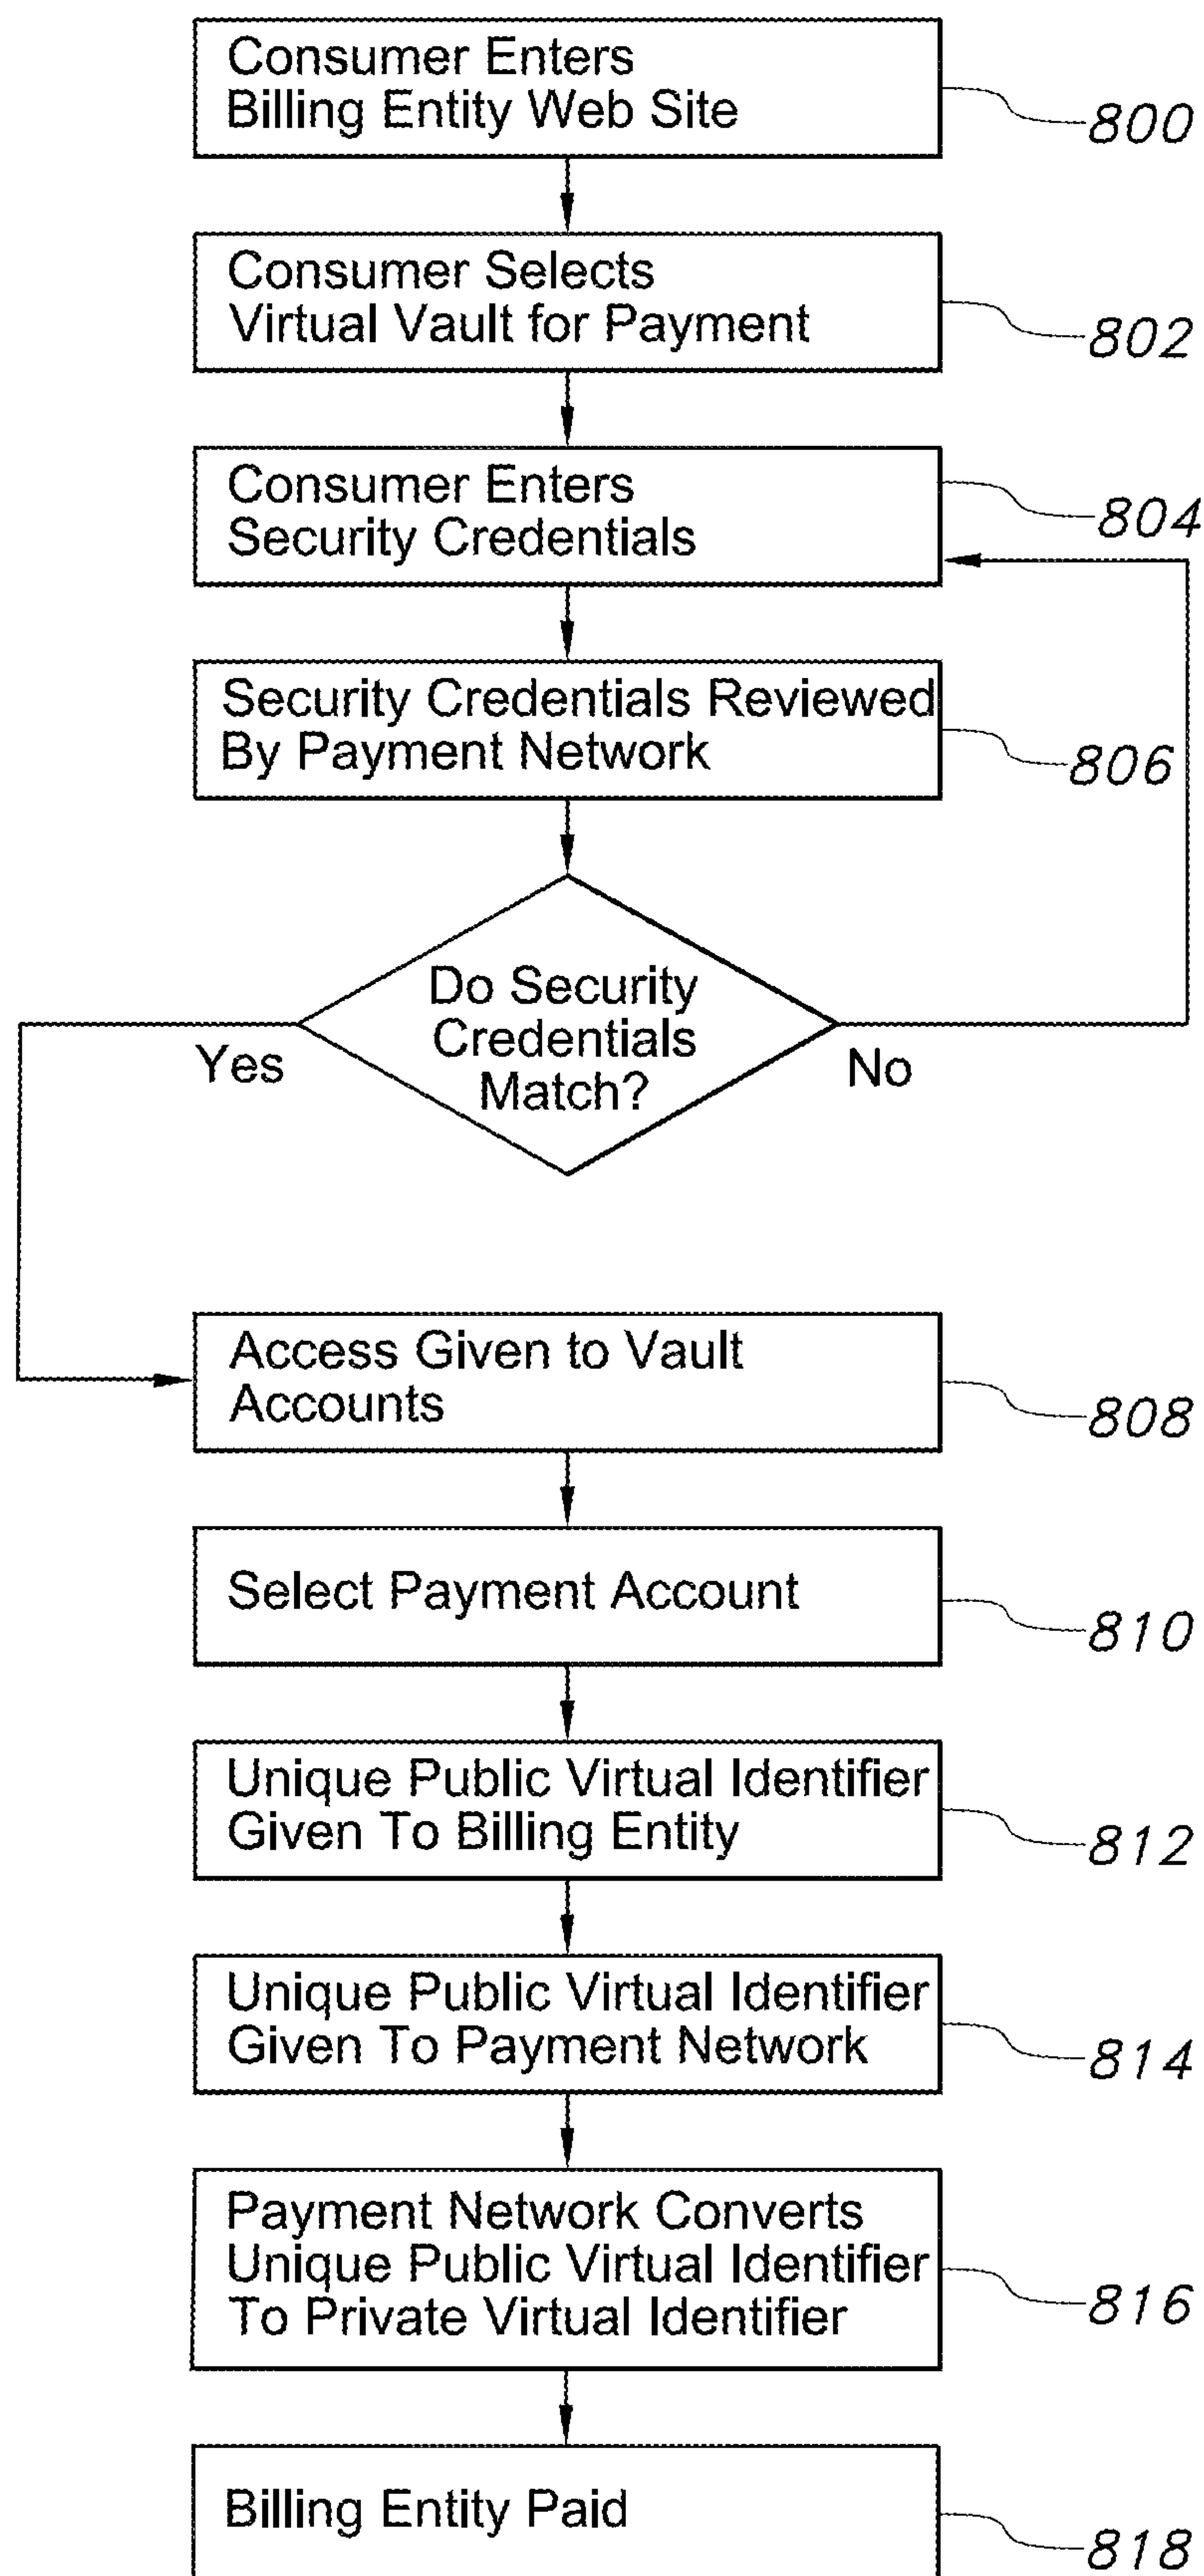 Consumer Enters
Billing Entity Web Site
800
Consumer Selects
Virtual Vault for Payment
802
Consumer Enters
Security Credentials
804
Security Credentials Reviewed
By Payment Network
806
Do Security
Credentials
Match?
Yes
No
Access Given to Vault
Accounts
808
Select Payment Account
810
Unique Public Virtual Identifier
Given To Billing Entity
812
Unique Public Virtual Identifier
Given To Payment Network
814
Payment Network Converts
Unique Public Virtual Identifier
To Private Virtual Identifier
816
Billing Entity Paid
818